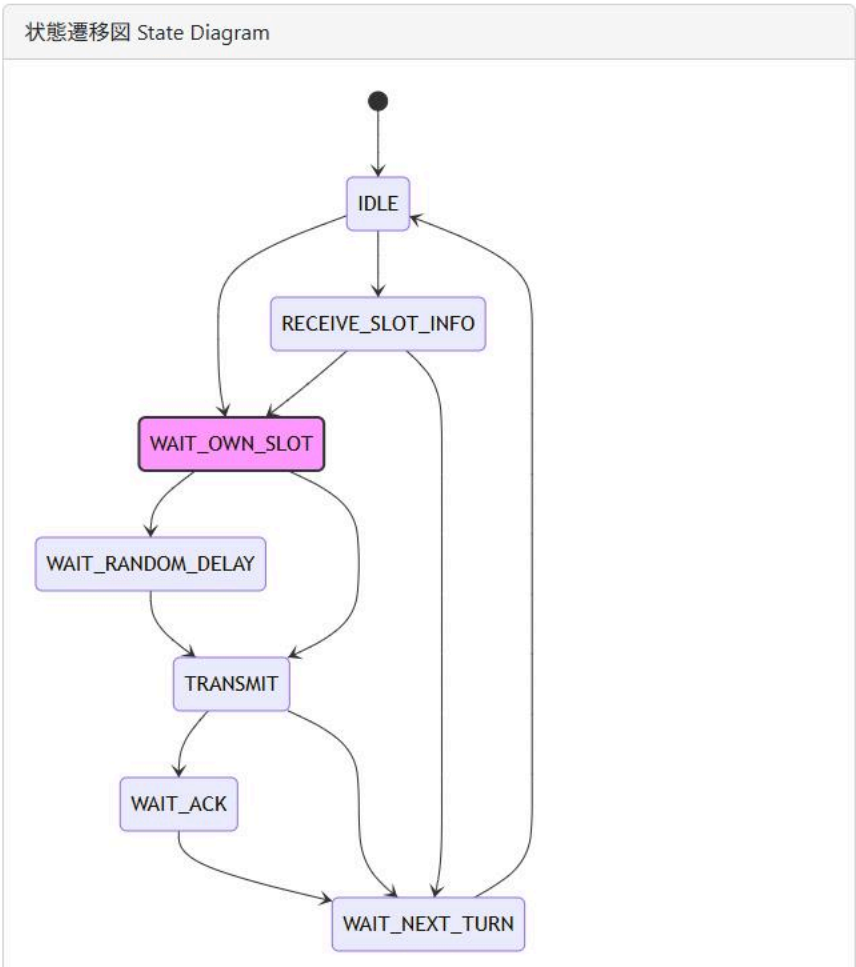 状態遷移図 State Diagram
IDLE
RECEIVE_SLOT_INFO
WAIT_OWN_SLOT
WAIT_RANDOM_DELAY
TRANSMIT
WAIT_ACK
WAIT_NEXT_TURN